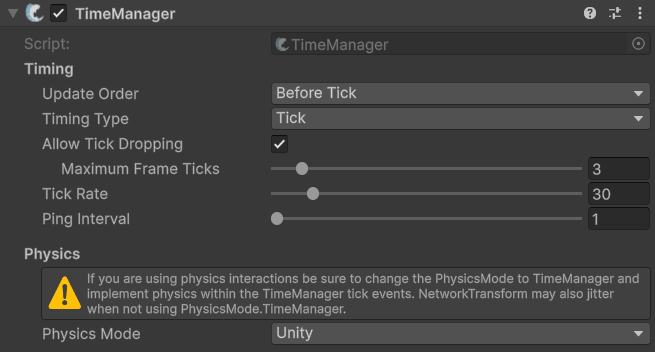 TimeManager
Script: TimeManager
Timing
Update Order Before Tick
Timing Type Tick
Allow Tick Dropping
Maximum Frame Ticks 3
Tick Rate 30
Ping Interval 1
Physics
If you are using physics interactions be sure to change the PhysicsMode to TimeManager and
implement physics within the TimeManager tick events. NetworkTransform may also jitter
when not using PhysicsMode.TimeManager.
Physics Mode Unity